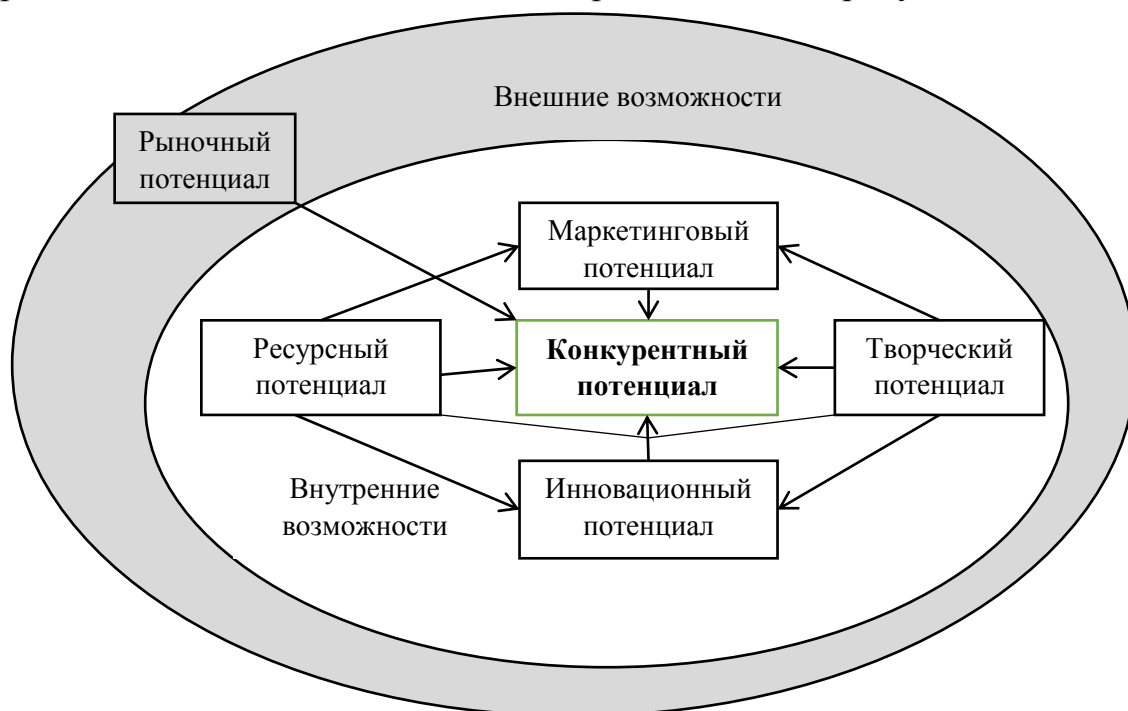 Внешние возможности
Рыночный
потенциал
Маркетинговый
потенциал
Ресурсный
потенциал
Конкурентный
потенциал
Творческий
потенциал
Внутренние
возможности
Инновационный
потенциал